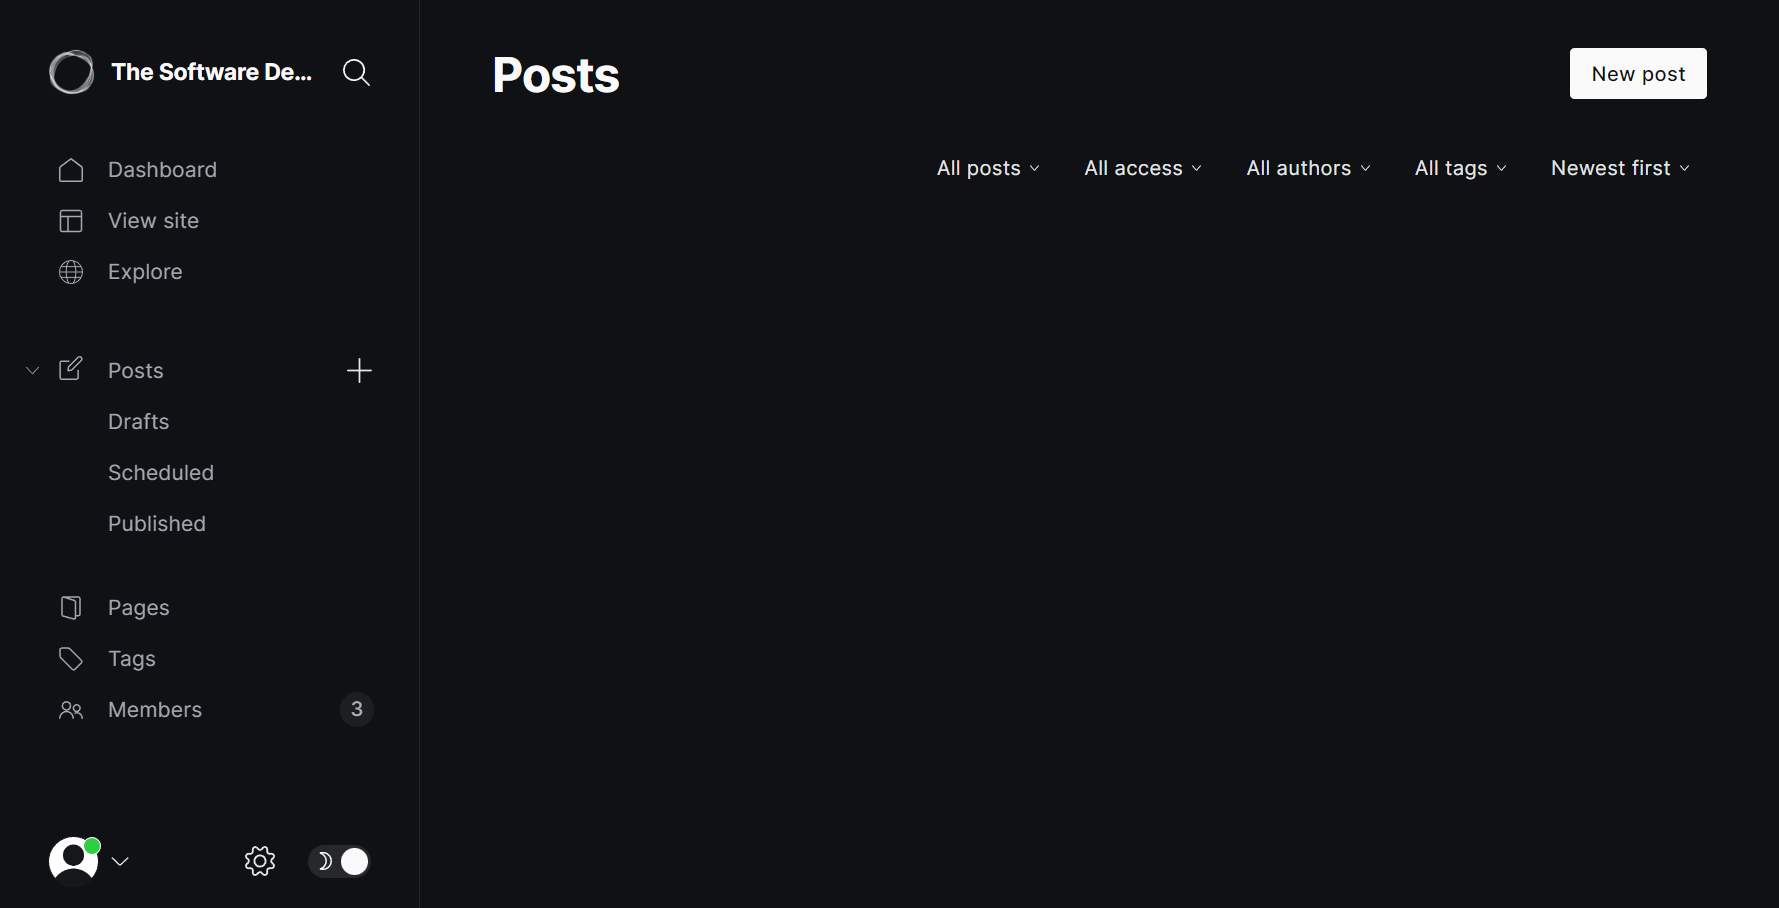 The Software De...
Dashboard
View site
Explore
Posts
Drafts
Scheduled
Published
Pages
Tags
Members 3
Posts
New post
All posts All access All authors All tags Newest first